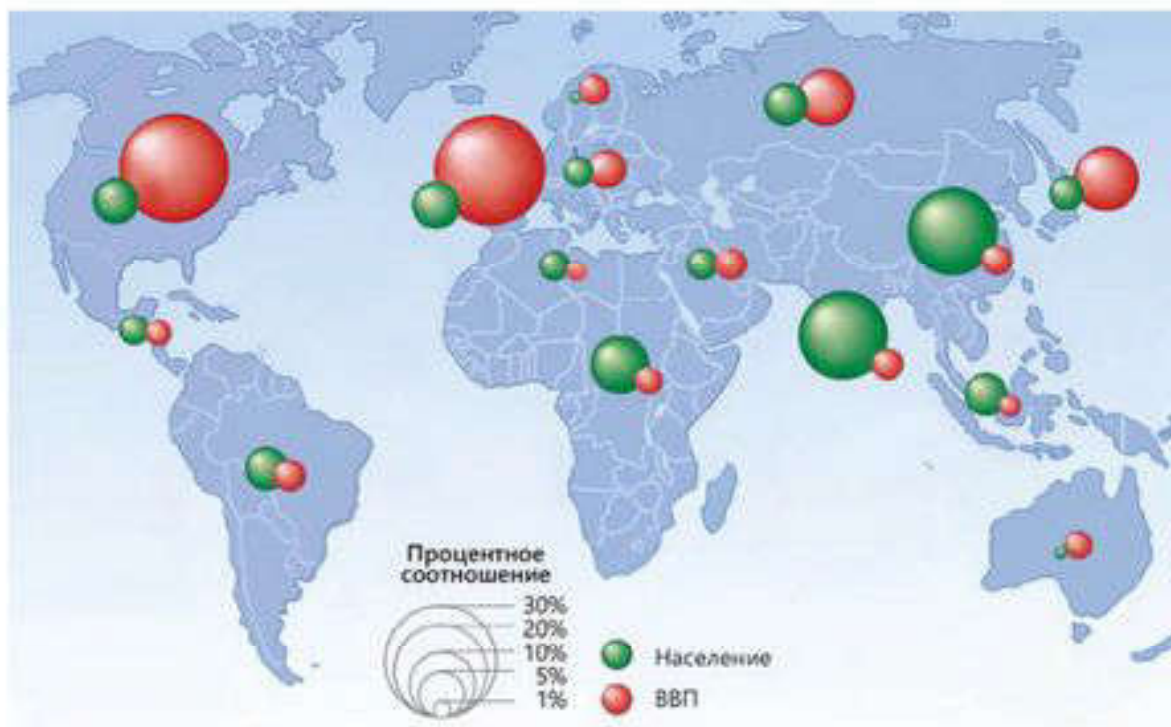 Процентное
соотношение
30%
20%
10%
5%
1%
Население
ВВП